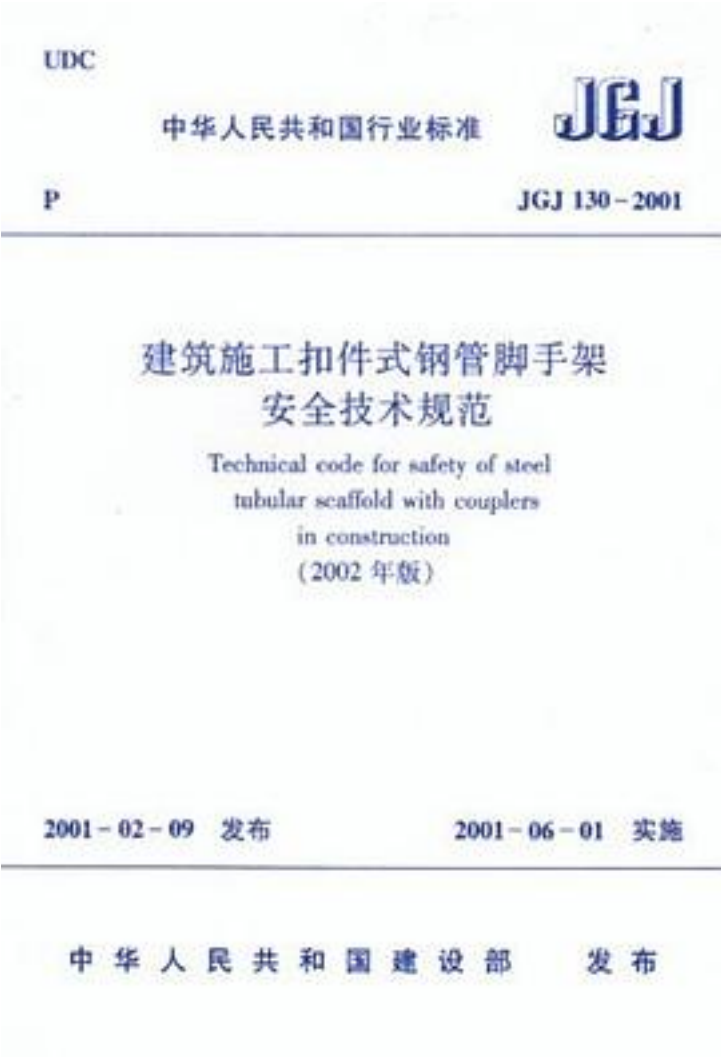 UDC
中华人民共和国行业标准
JGJ
P
JGJ 130-2001
建筑施工扣件式钢管脚手架
安全技术规范
Technical code for safety of steel
tubular scaffold with couplers
in construction
(2002 年版)
2001-02-09 发布
2001-06-01 实施
中华人民共和国建设部 发布